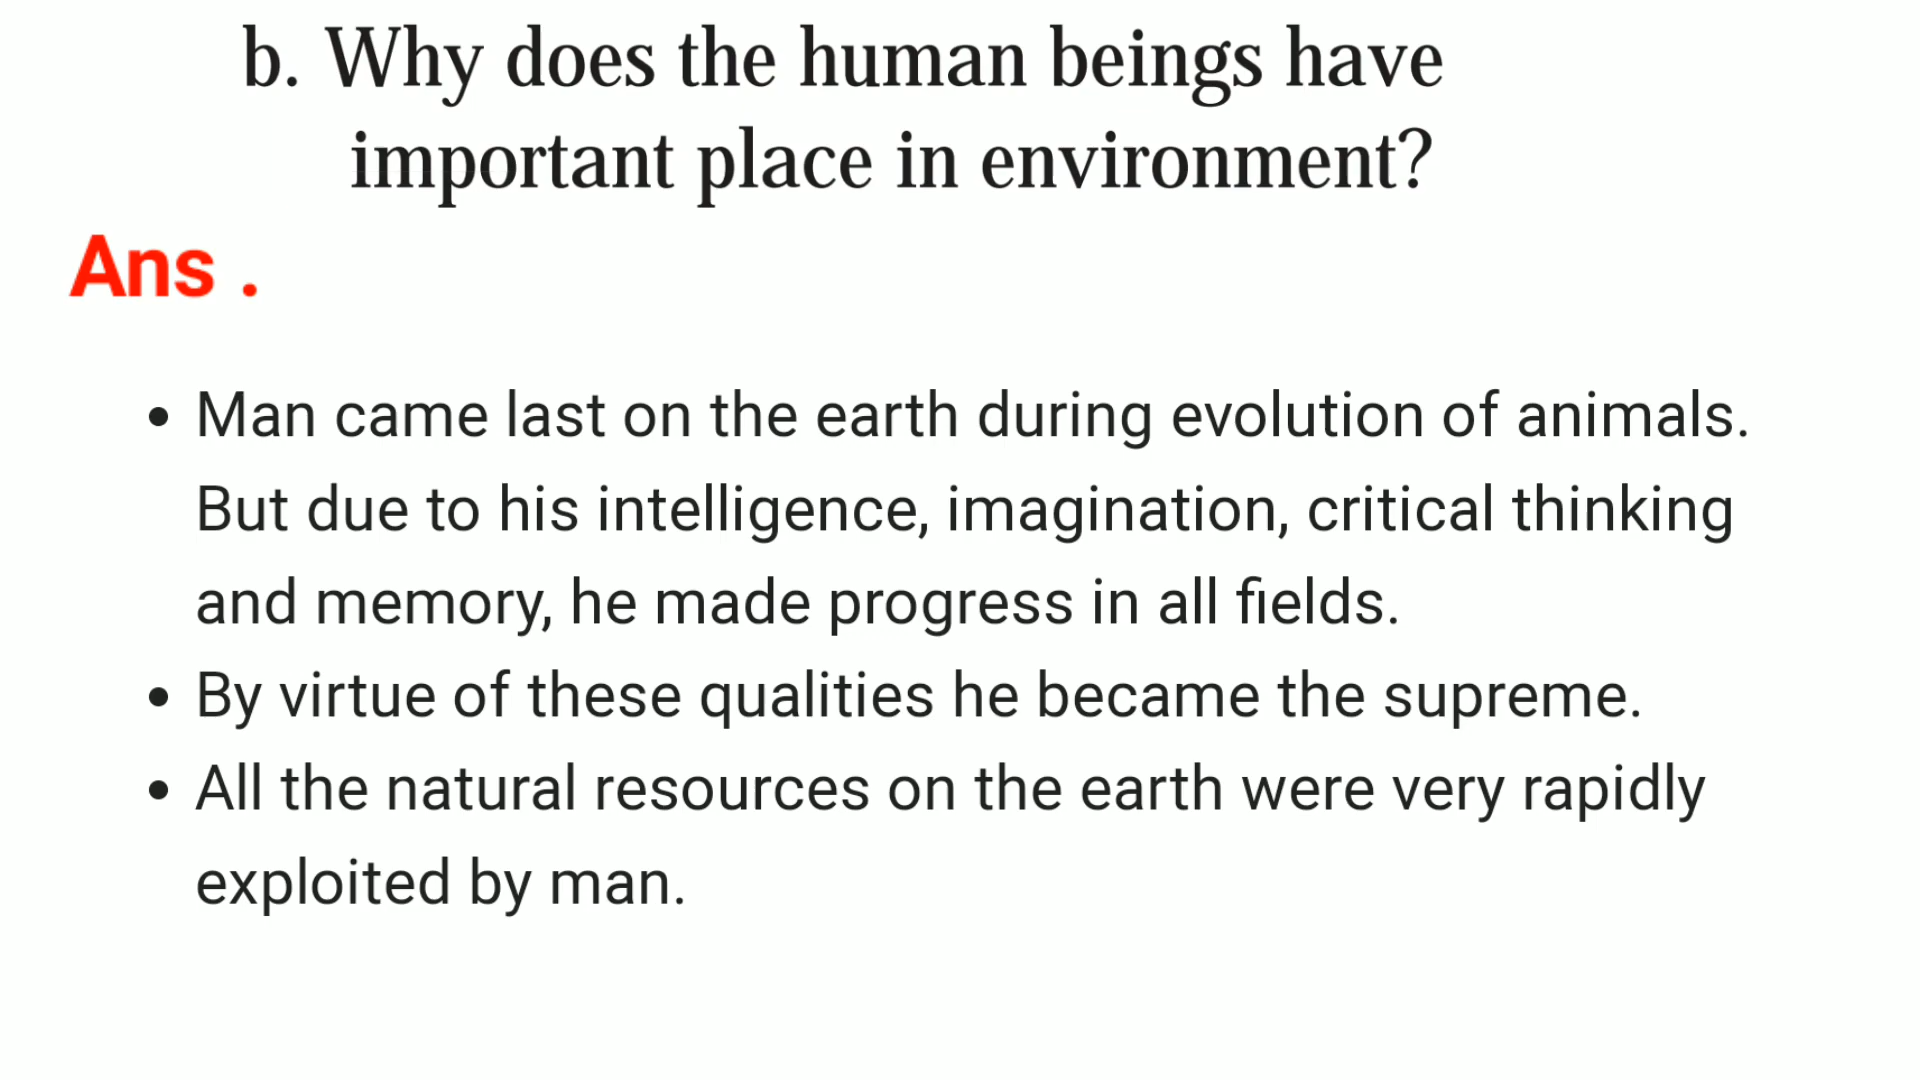 b. Why does the human beings have
important place in environment?
Ans .
• Man came last on the earth during evolution of animals.
But due to his intelligence, imagination, critical thinking
and memory, he made progress in all fields.
• By virtue of these qualities he became the supreme.
• All the natural resources on the earth were very rapidly
exploited by man.